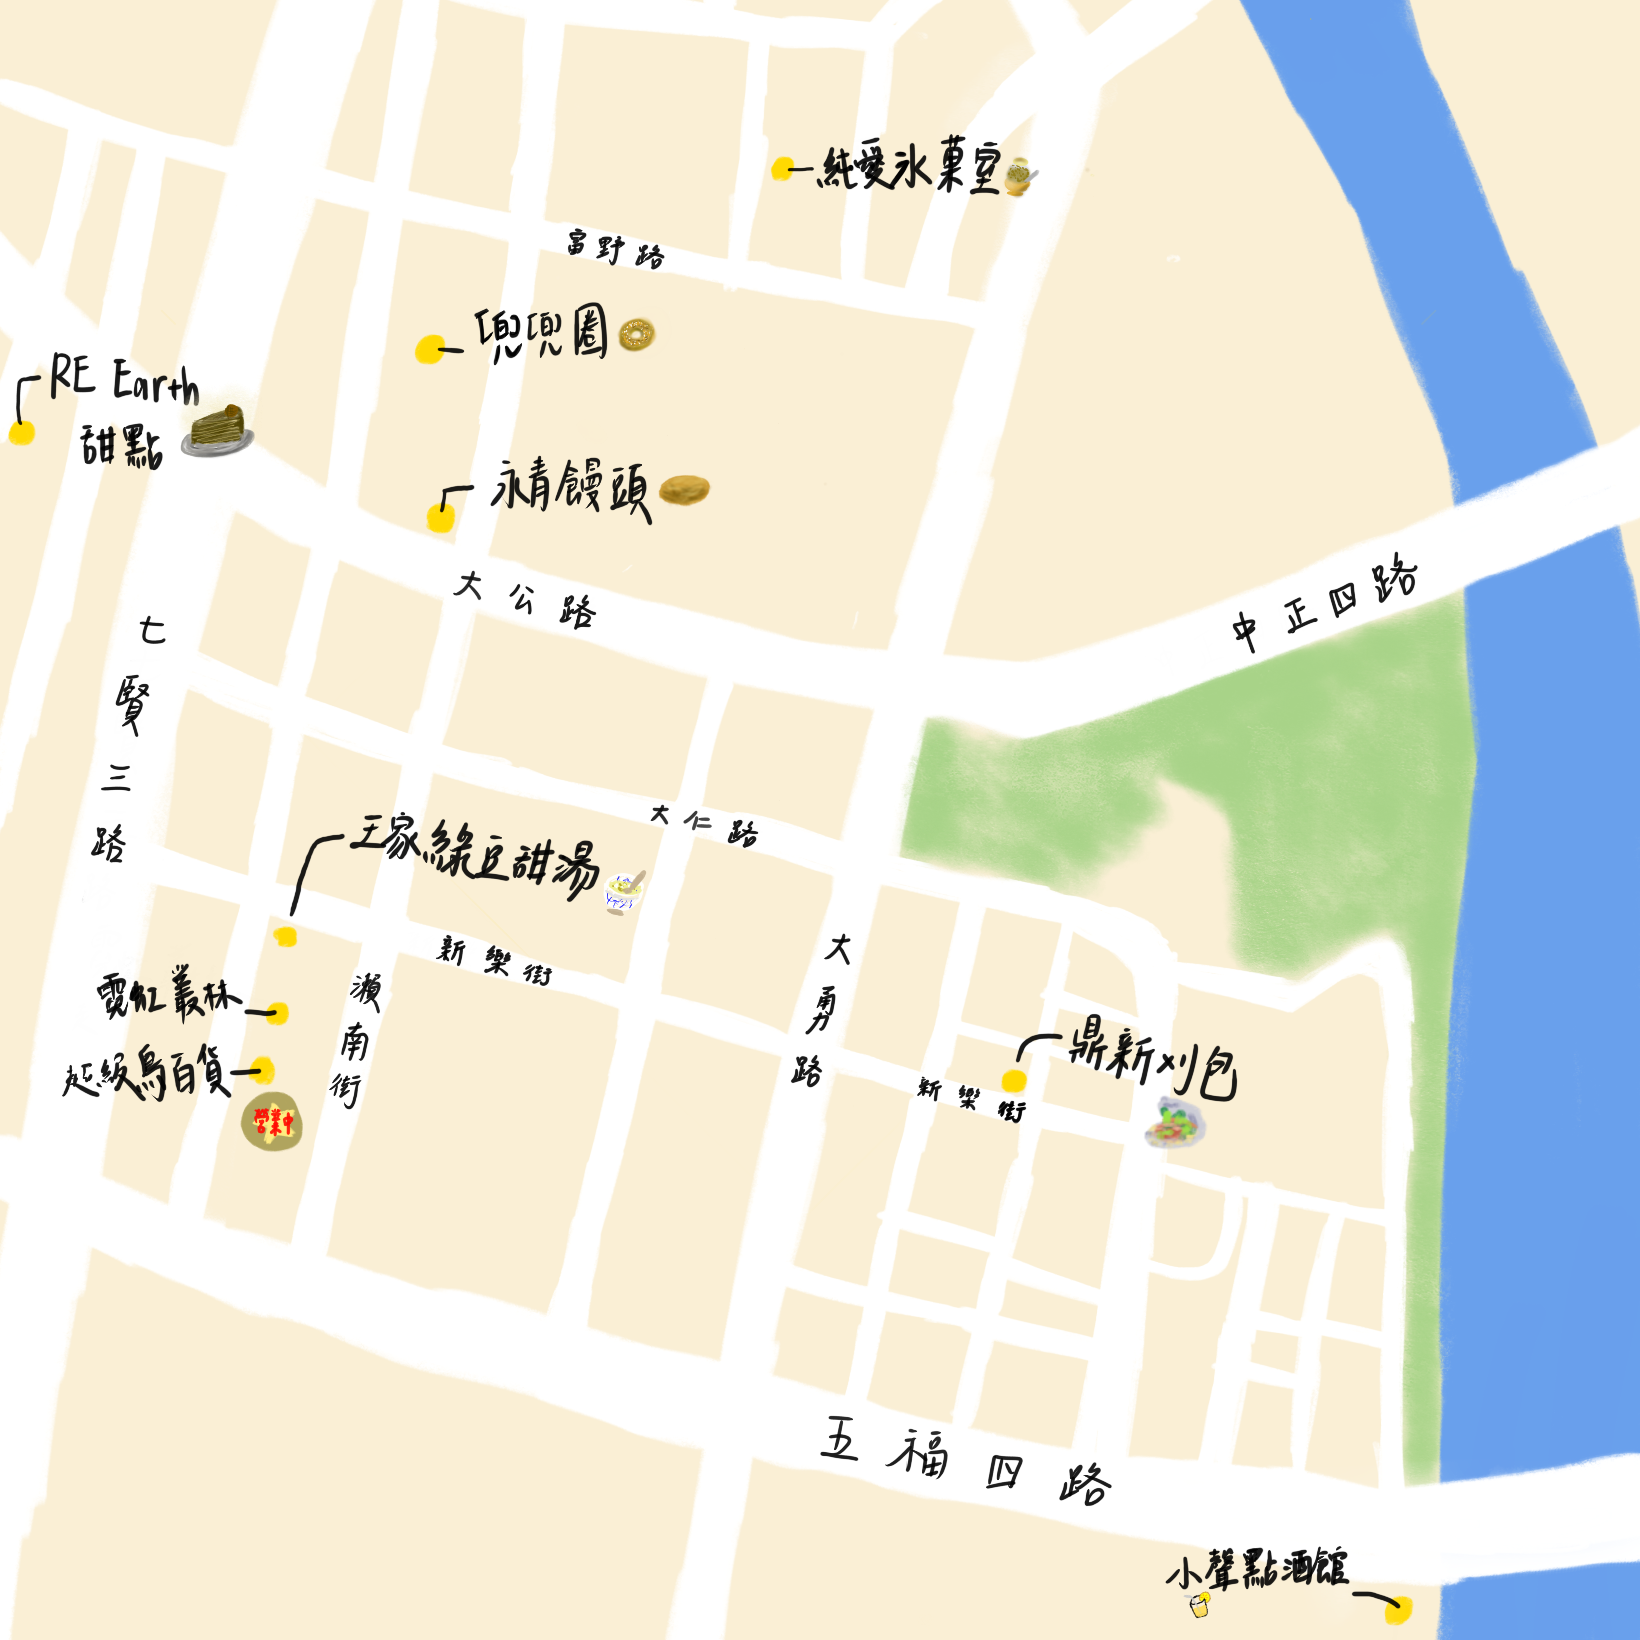 純愛冰菓室
富野路
兜兜圈
RE Earth
甜點
永青饅頭
大公路
中正四路
七賢三路
大仁路
王家綠豆甜湯
新樂街
大勇路
霓虹叢林
瀨南街
鼎新刈包
超級鳥百貨
新樂街
營業中
五福四路
小聲點酒館